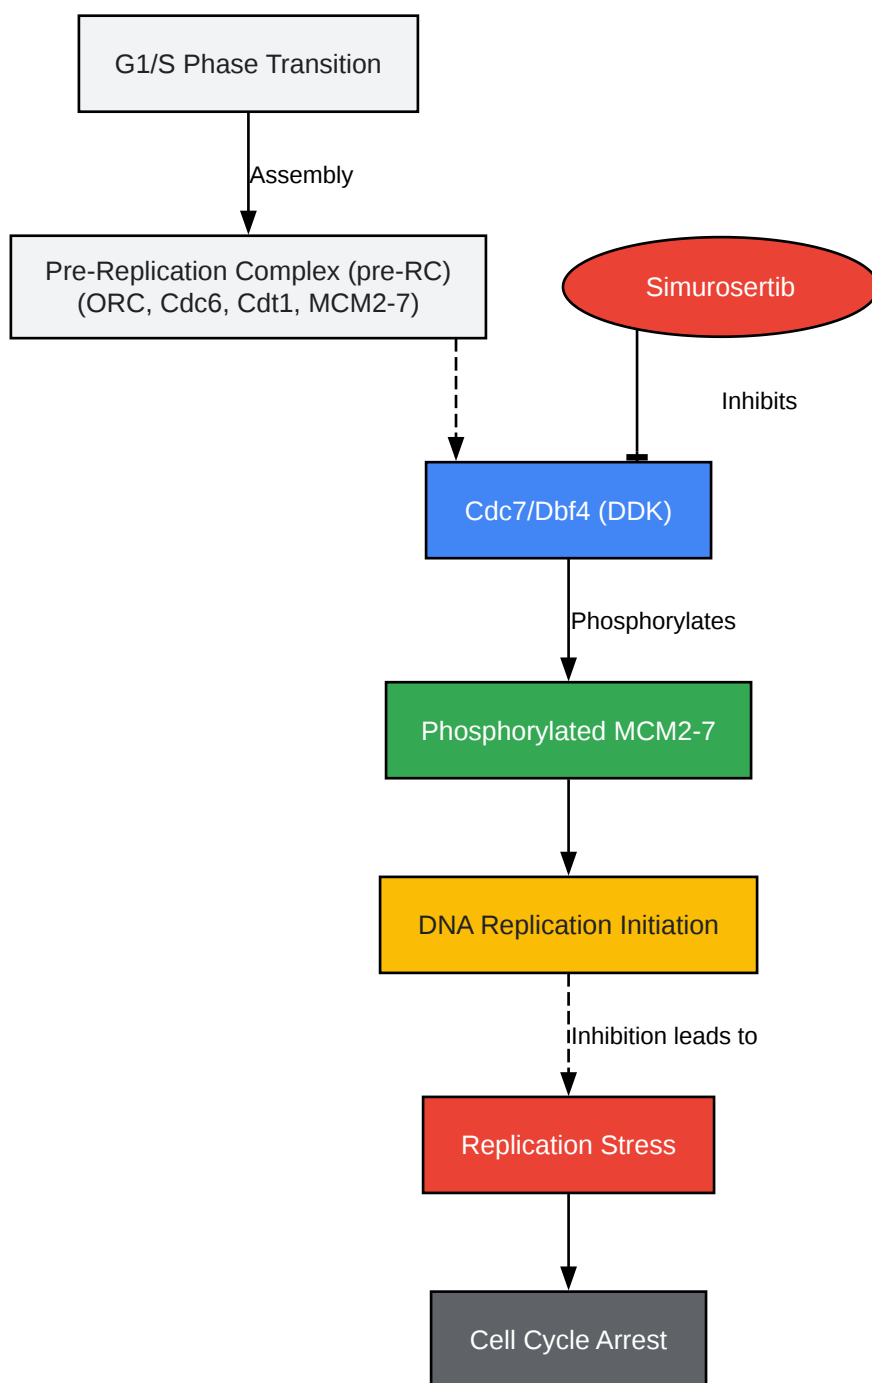 G1/S Phase Transition
Assembly
Pre-Replication Complex (pre-RC)
(ORC, Cdc6, Cdt1, MCM2-7)
Simurosertib
Inhibits
Cdc7/Dbf4 (DDK)
Phosphorylates
Phosphorylated MCM2-7
DNA Replication Initiation
Inhibition leads to
Replication Stress
Cell Cycle Arrest